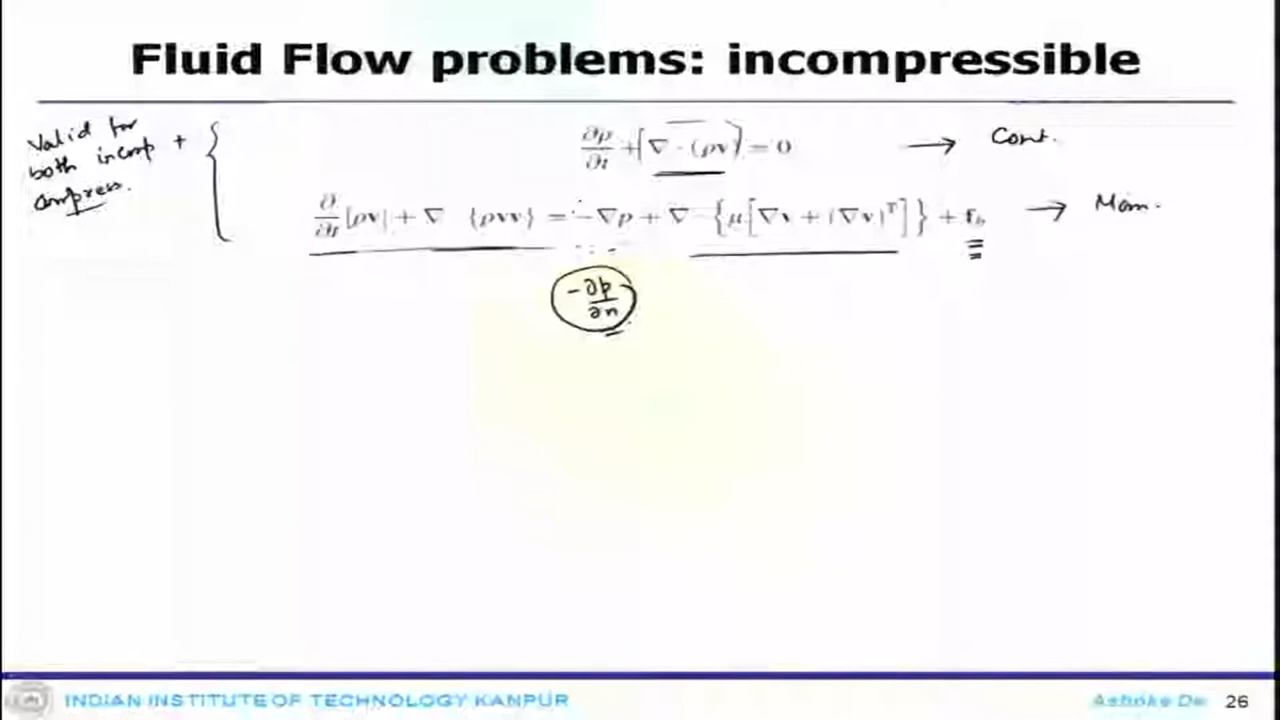 Fluid Flow problems: incompressible
Valid for
both incomp +
compress.
∂ρ/∂t + [∇ · (ρv)] = 0 → Cont.
∂/∂t [ρv] + ∇ {ρvv} = -∇p + ∇ {μ[∇v + (∇v)ᵀ]} + f_b → Mom.
-∂p/∂n
INDIAN INSTITUTE OF TECHNOLOGY KANPUR
Ashoke De 26